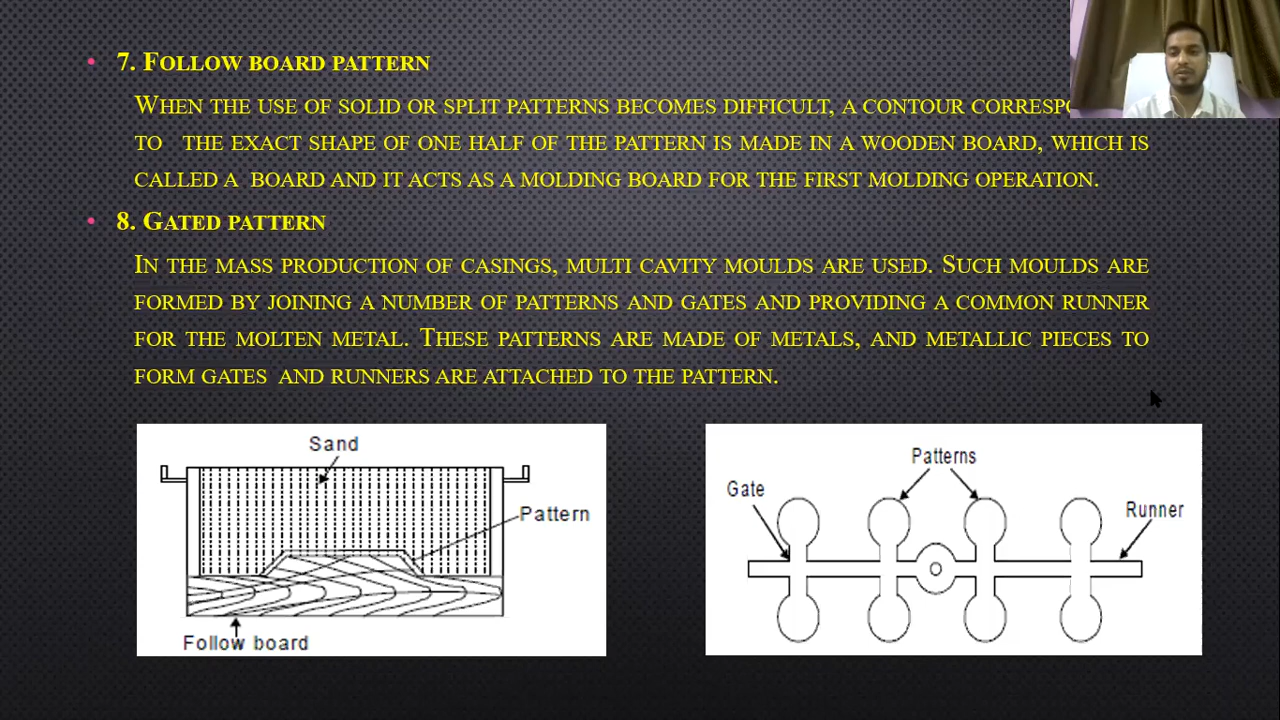 • 7. FOLLOW BOARD PATTERN
WHEN THE USE OF SOLID OR SPLIT PATTERNS BECOMES DIFFICULT, A CONTOUR
TO THE EXACT SHAPE OF ONE HALF OF THE PATTERN IS MADE IN A WOODEN BOARD, WHICH IS
CALLED A BOARD AND IT ACTS AS A MOLDING BOARD FOR THE FIRST MOLDING OPERATION.
• 8. GATED PATTERN
IN THE MASS PRODUCTION OF CASINGS, MULTI CAVITY MOULDS ARE USED. SUCH MOULDS ARE
FORMED BY JOINING A NUMBER OF PATTERNS AND GATES AND PROVIDING A COMMON RUNNER
FOR THE MOLTEN METAL. THESE PATTERNS ARE MADE OF METALS, AND METALLIC PIECES TO
FORM GATES AND RUNNERS ARE ATTACHED TO THE PATTERN.
Sand
Pattern
Follow board
Patterns
Gate
Runner